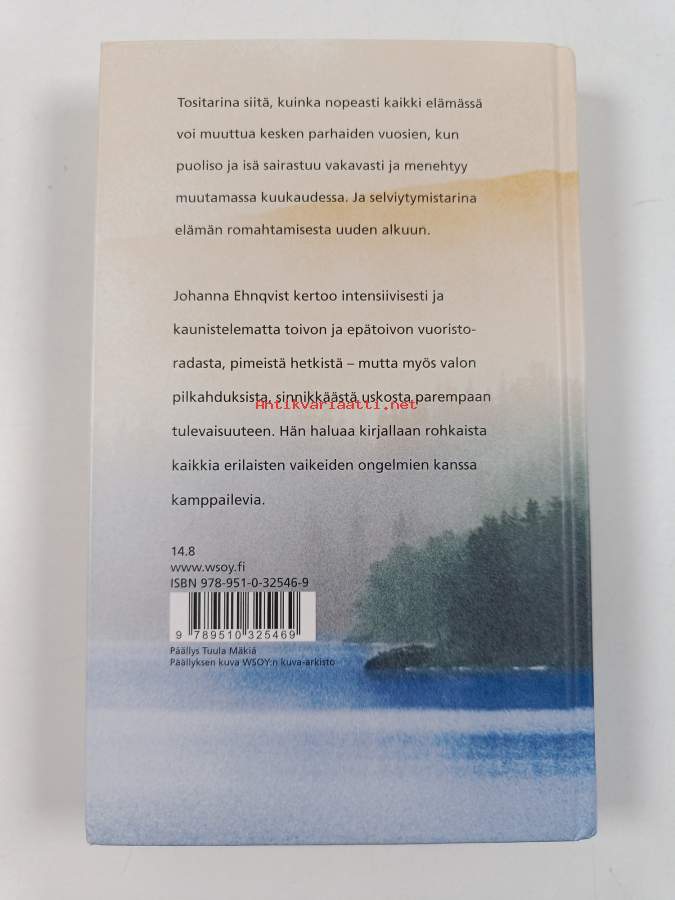 Tositarina siitä, kuinka nopeasti kaikki elämässä
voi muuttua kesken parhaiden vuosien, kun
puoliso ja isä sairastuu vakavasti ja menehtyy
muutamassa kuukaudessa. Ja selviytymistarina
elämän romahtamisesta uuden alkuun.
Johanna Ehnqvist kertoo intensiivisesti ja
kaunistelematta toivon ja epätoivon vuoristo-
radasta, pimeistä hetkistä – mutta myös valon
pilkahduksista, sinnikkäästä uskosta parempaan
Antikvariaatti.net
tulevaisuuteen. Hän haluaa kirjallaan rohkaista
kaikkia erilaisten vaikeiden ongelmien kanssa
kamppailevia.
14.8
www.wsoy.fi
ISBN 978-951-0-32546-9
9 789510 325469
Päällys Tuula Mäkiä
Päällyksen kuva WSOY:n kuva-arkisto